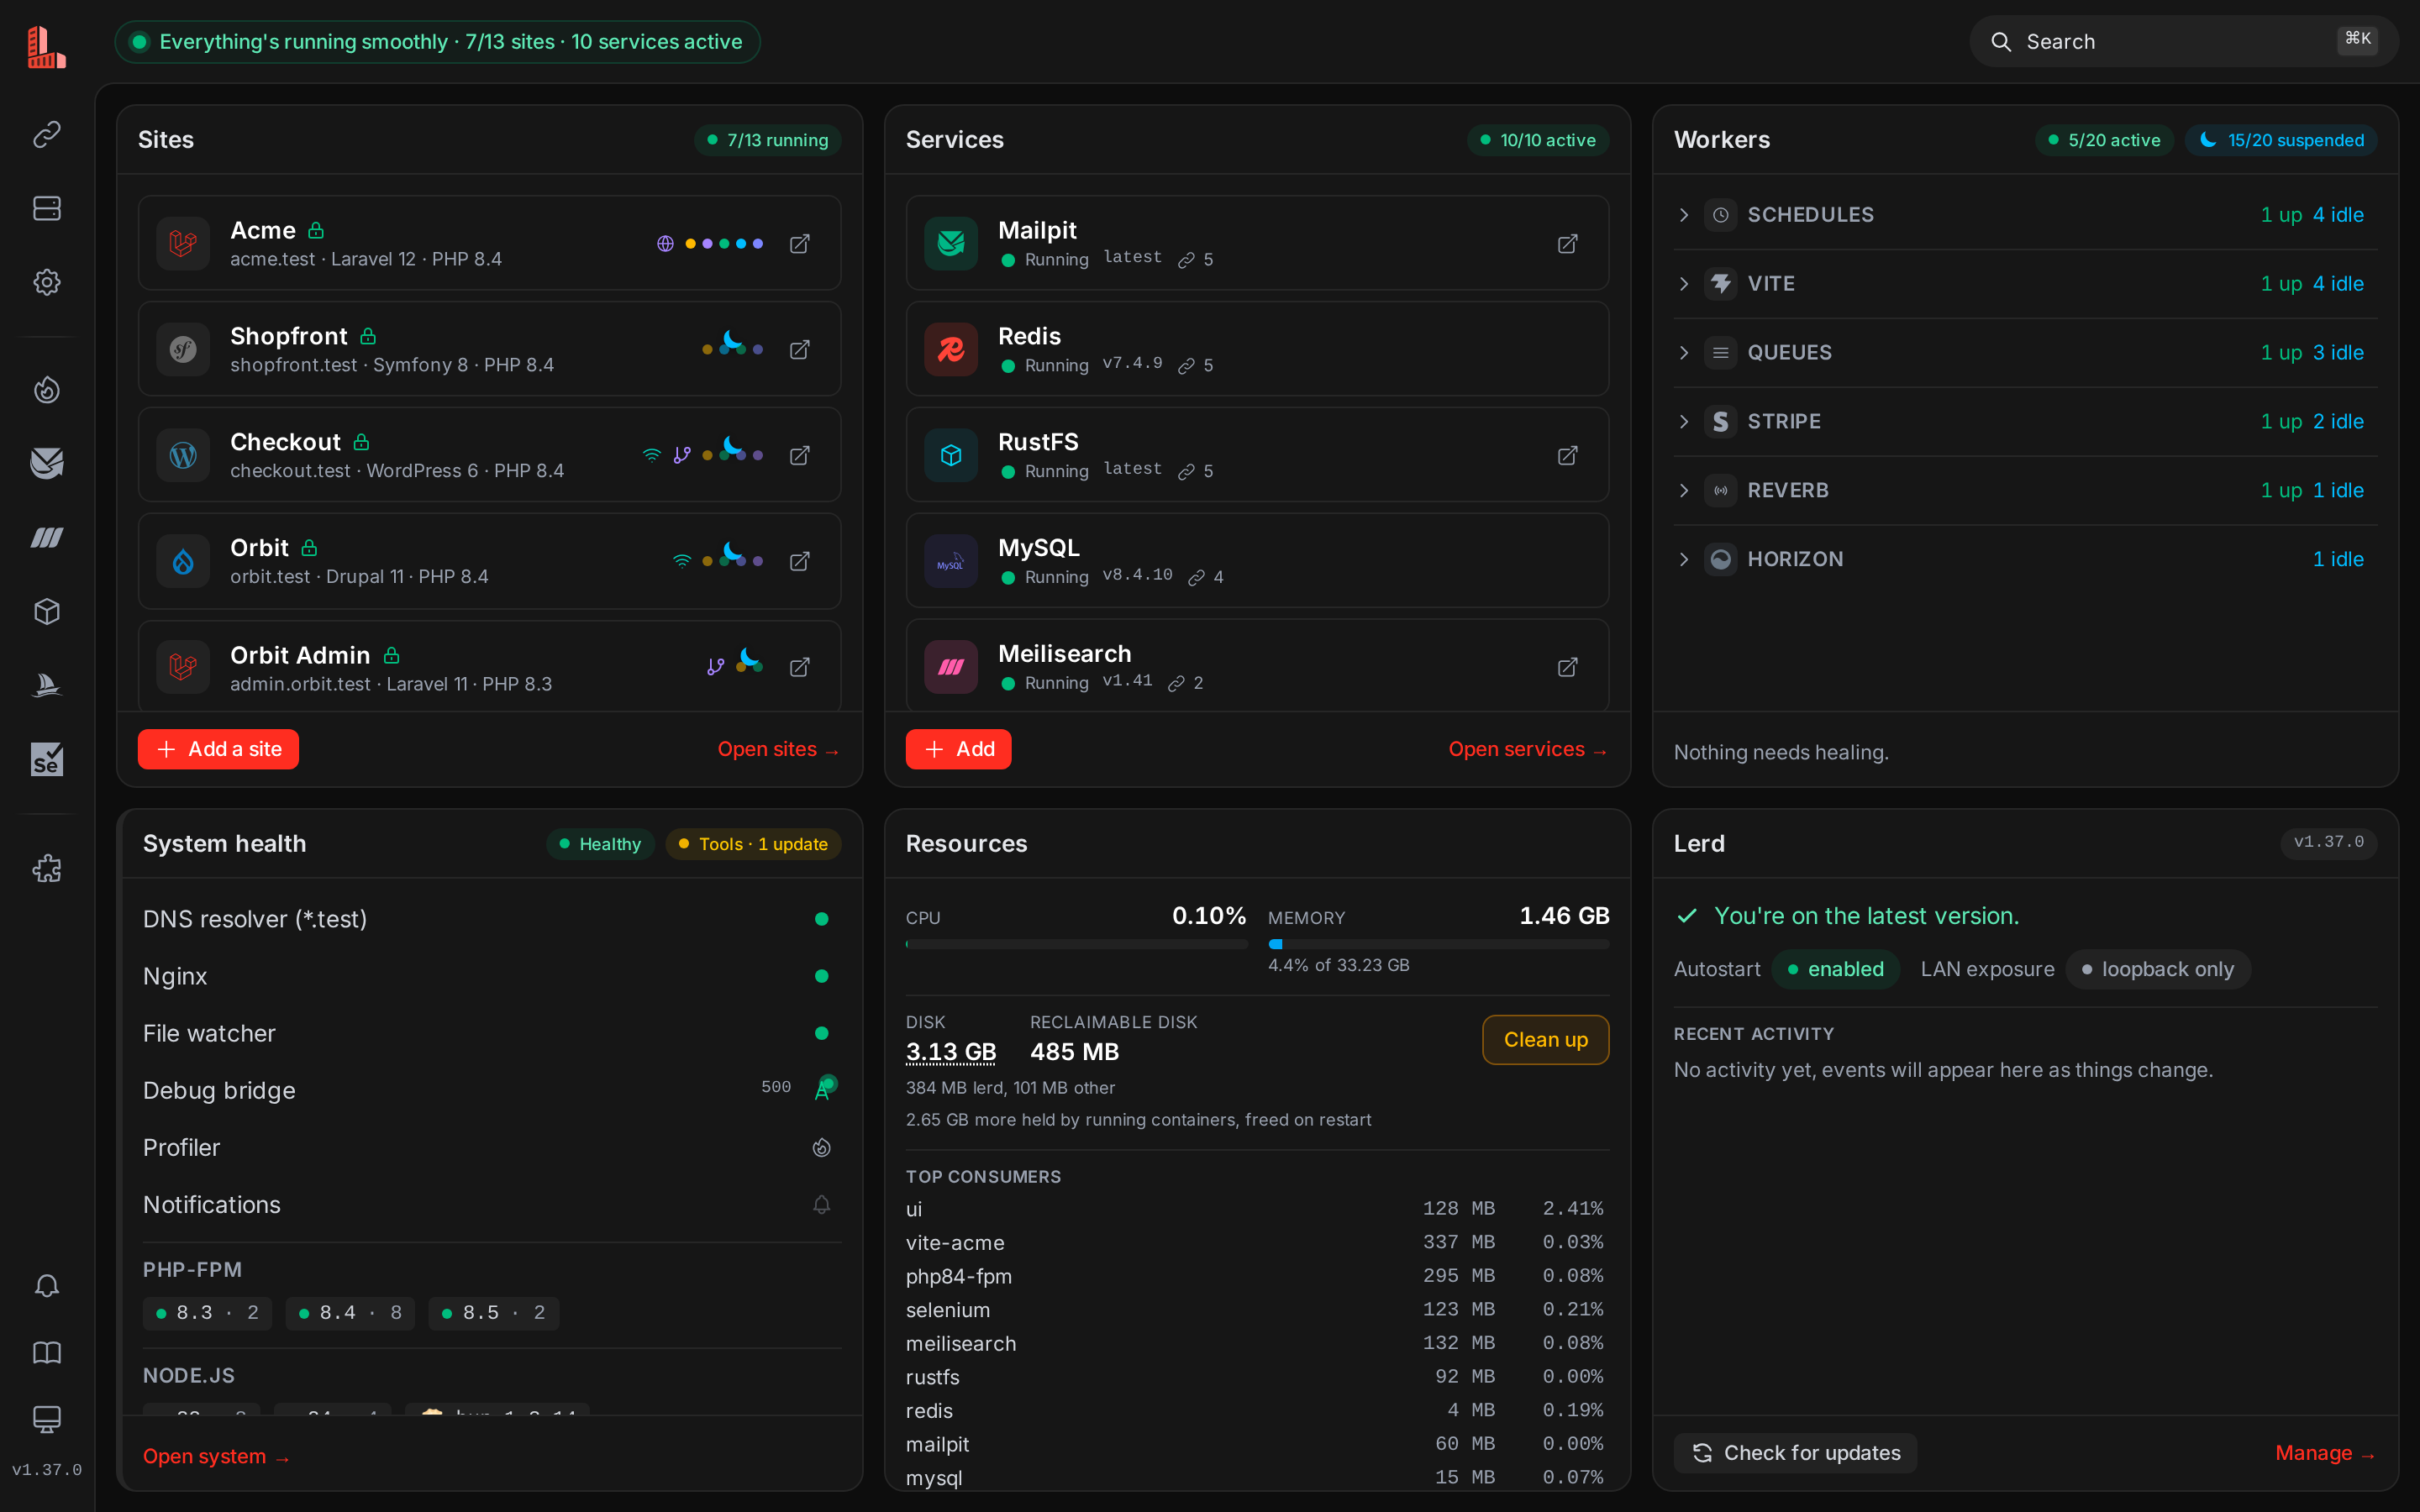 Everything's running smoothly · 7/13 sites · 10 services active
Search
⌘K
Sites
7/13 running
Acme
acme.test · Laravel 12 · PHP 8.4
Shopfront
shopfront.test · Symfony 8 · PHP 8.4
Checkout
checkout.test · WordPress 6 · PHP 8.4
Orbit
orbit.test · Drupal 11 · PHP 8.4
Orbit Admin
admin.orbit.test · Laravel 11 · PHP 8.3
+ Add a site
Open sites →
Services
10/10 active
Mailpit
Running latest 5
Redis
Running v7.4.9 5
RustFS
Running latest 5
MySQL
MySQL
Running v8.4.10 4
Meilisearch
Running v1.41 2
+ Add
Open services →
Workers
5/20 active
15/20 suspended
SCHEDULES 1 up 4 idle
VITE 1 up 4 idle
QUEUES 1 up 3 idle
STRIPE 1 up 2 idle
REVERB 1 up 1 idle
HORIZON 1 idle
Nothing needs healing.
System health
Healthy
Tools · 1 update
DNS resolver (*.test)
Nginx
File watcher
Debug bridge 500
Profiler
Notifications
PHP-FPM
8.3 · 2 8.4 · 8 8.5 · 2
NODE.JS
Open system →
Resources
CPU 0.10%
MEMORY 1.46 GB
4.4% of 33.23 GB
DISK
3.13 GB
RECLAIMABLE DISK
485 MB
Clean up
384 MB lerd, 101 MB other
2.65 GB more held by running containers, freed on restart
TOP CONSUMERS
ui 128 MB 2.41%
vite-acme 337 MB 0.03%
php84-fpm 295 MB 0.08%
selenium 123 MB 0.21%
meilisearch 132 MB 0.08%
rustfs 92 MB 0.00%
redis 4 MB 0.19%
mailpit 60 MB 0.00%
mysql 15 MB 0.07%
Lerd
v1.37.0
You're on the latest version.
Autostart enabled LAN exposure loopback only
RECENT ACTIVITY
No activity yet, events will appear here as things change.
Check for updates
Manage →
Se
v1.37.0